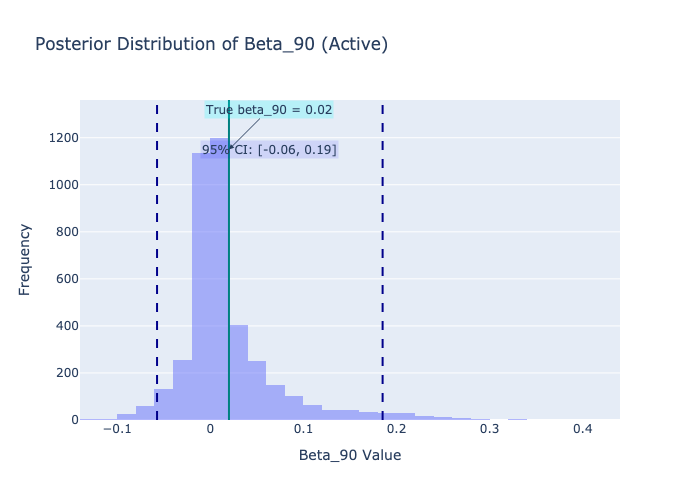 Posterior Distribution of Beta_90 (Active)
True beta_90 = 0.02
95% CI: [-0.06, 0.19]
1200
1000
800
600
400
200
0
Frequency
−0.1 0 0.1 0.2 0.3 0.4
Beta_90 Value